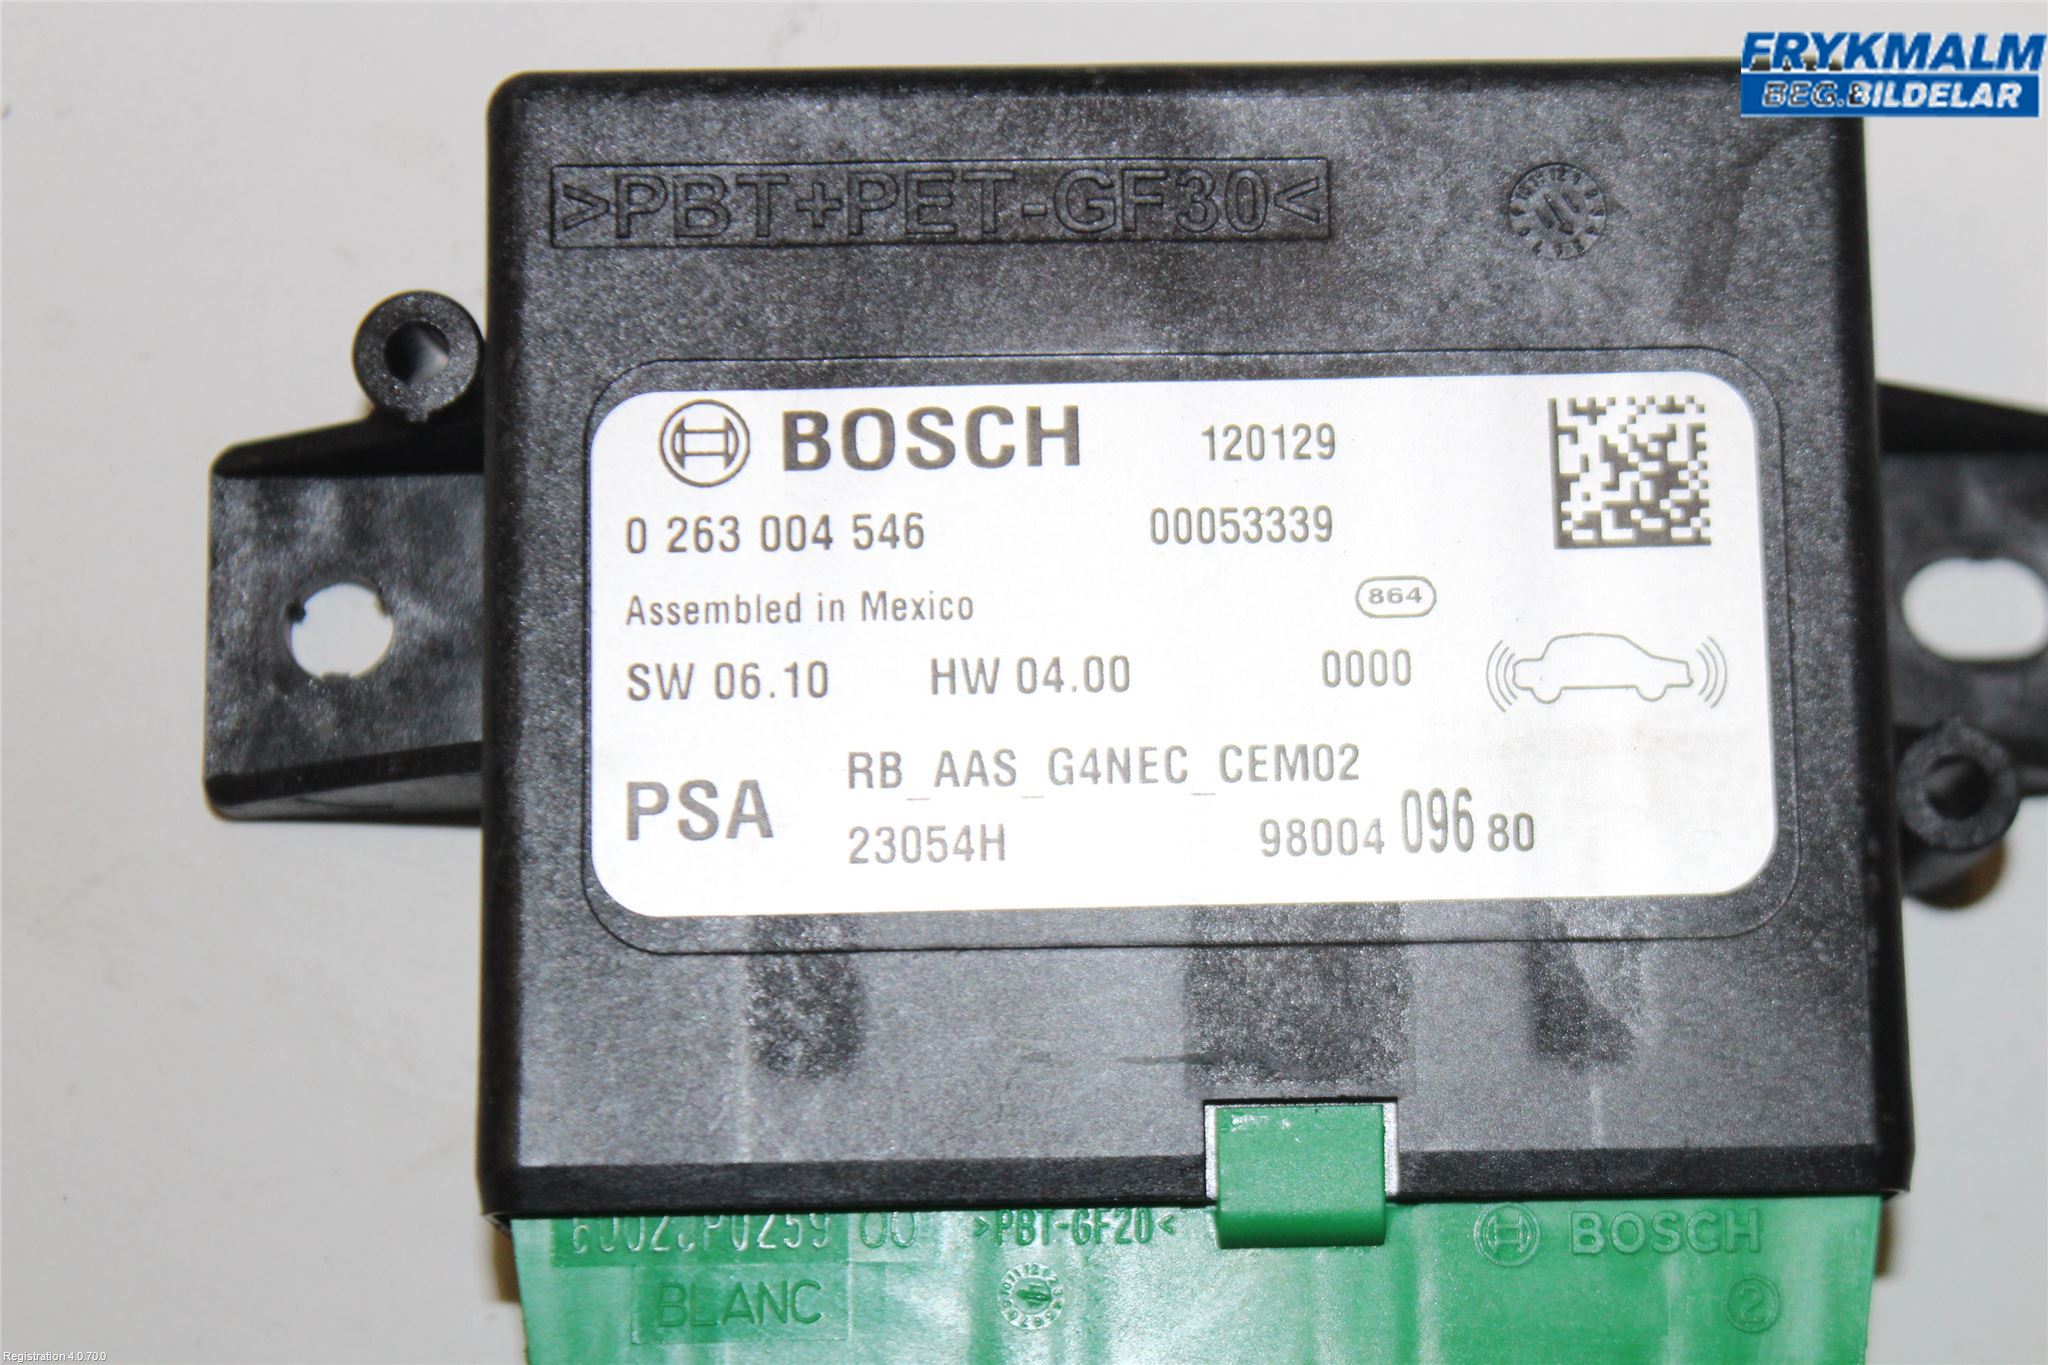 FRYKMALM
BEG. BILDELAR
>PBT+PET-GF30<
BOSCH
120129
0 263 004 546
00053339
Assembled in Mexico
864
SW 06.10
HW 04.00
0000
RB_AAS_G4NEC_CEM02
PSA
23054H
98004 096 80
>PBT-GF20<
BOSCH
BLANC
2
Registration 4.0.70.0